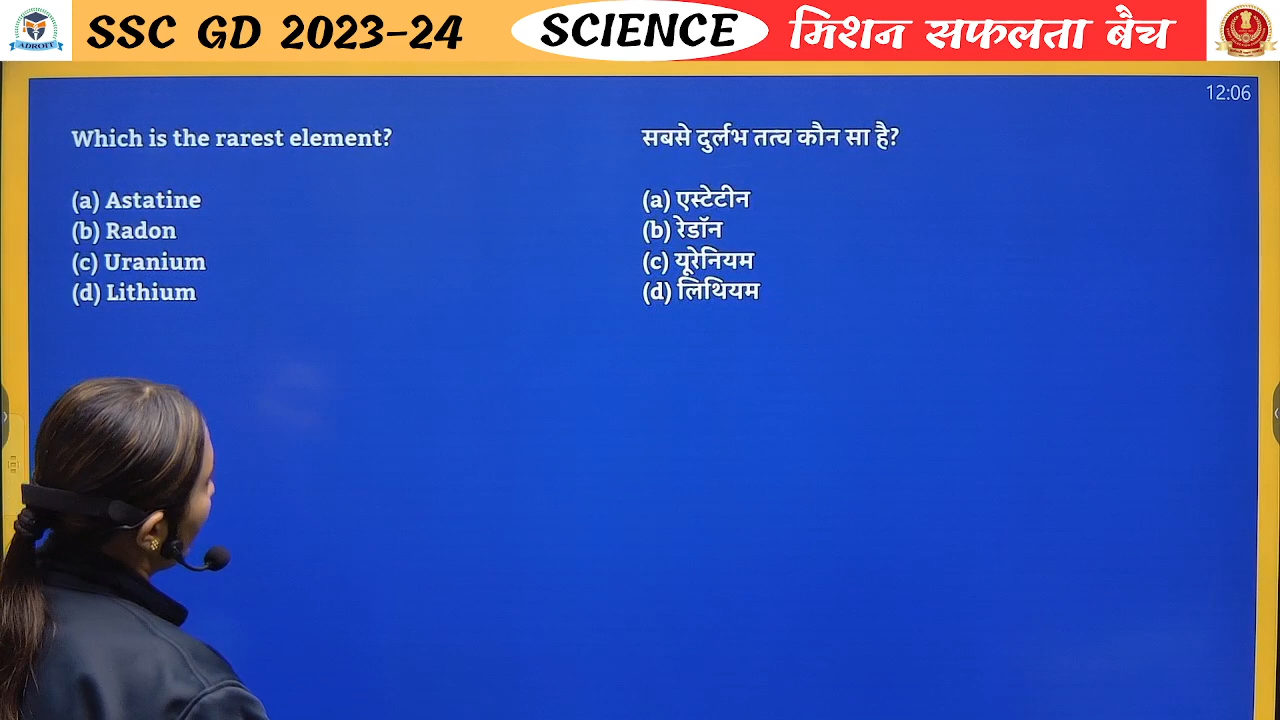 ADROIT
SSC GD 2023-24
SCIENCE
मिशन सफलता बैच
12:06
Which is the rarest element?
(a) Astatine
(b) Radon
(c) Uranium
(d) Lithium
सबसे दुर्लभ तत्व कौन सा है?
(a) एस्टेटीन
(b) रेडॉन
(c) यूरेनियम
(d) लिथियम